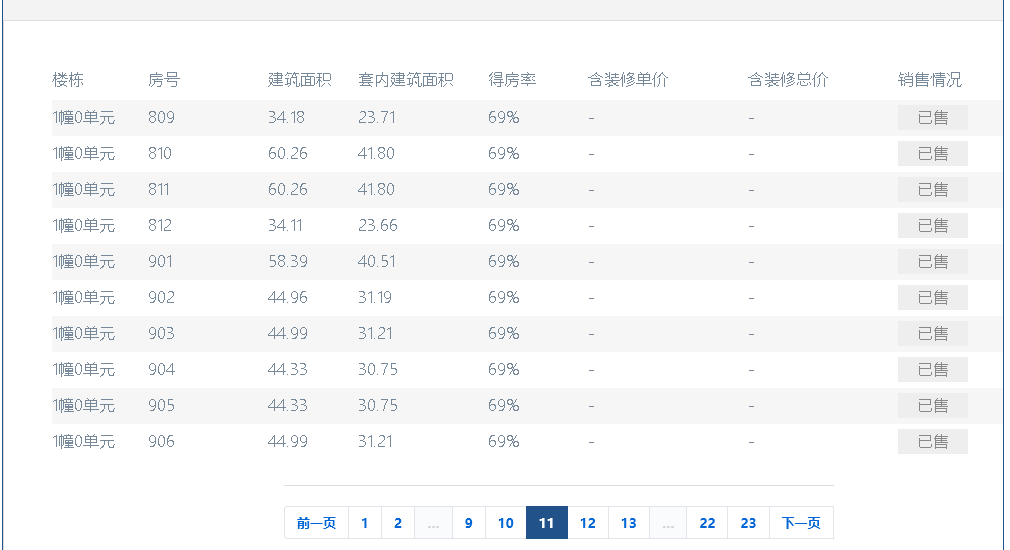 楼栋 房号 建筑面积 套内建筑面积 得房率 含装修单价 含装修总价 销售情况
1幢0单元 809 34.18 23.71 69% - - 已售
1幢0单元 810 60.26 41.80 69% - - 已售
1幢0单元 811 60.26 41.80 69% - - 已售
1幢0单元 812 34.11 23.66 69% - - 已售
1幢0单元 901 58.39 40.51 69% - - 已售
1幢0单元 902 44.96 31.19 69% - - 已售
1幢0单元 903 44.99 31.21 69% - - 已售
1幢0单元 904 44.33 30.75 69% - - 已售
1幢0单元 905 44.33 30.75 69% - - 已售
1幢0单元 906 44.99 31.21 69% - - 已售
前一页 1 2 ... 9 10 11 12 13 ... 22 23 下一页